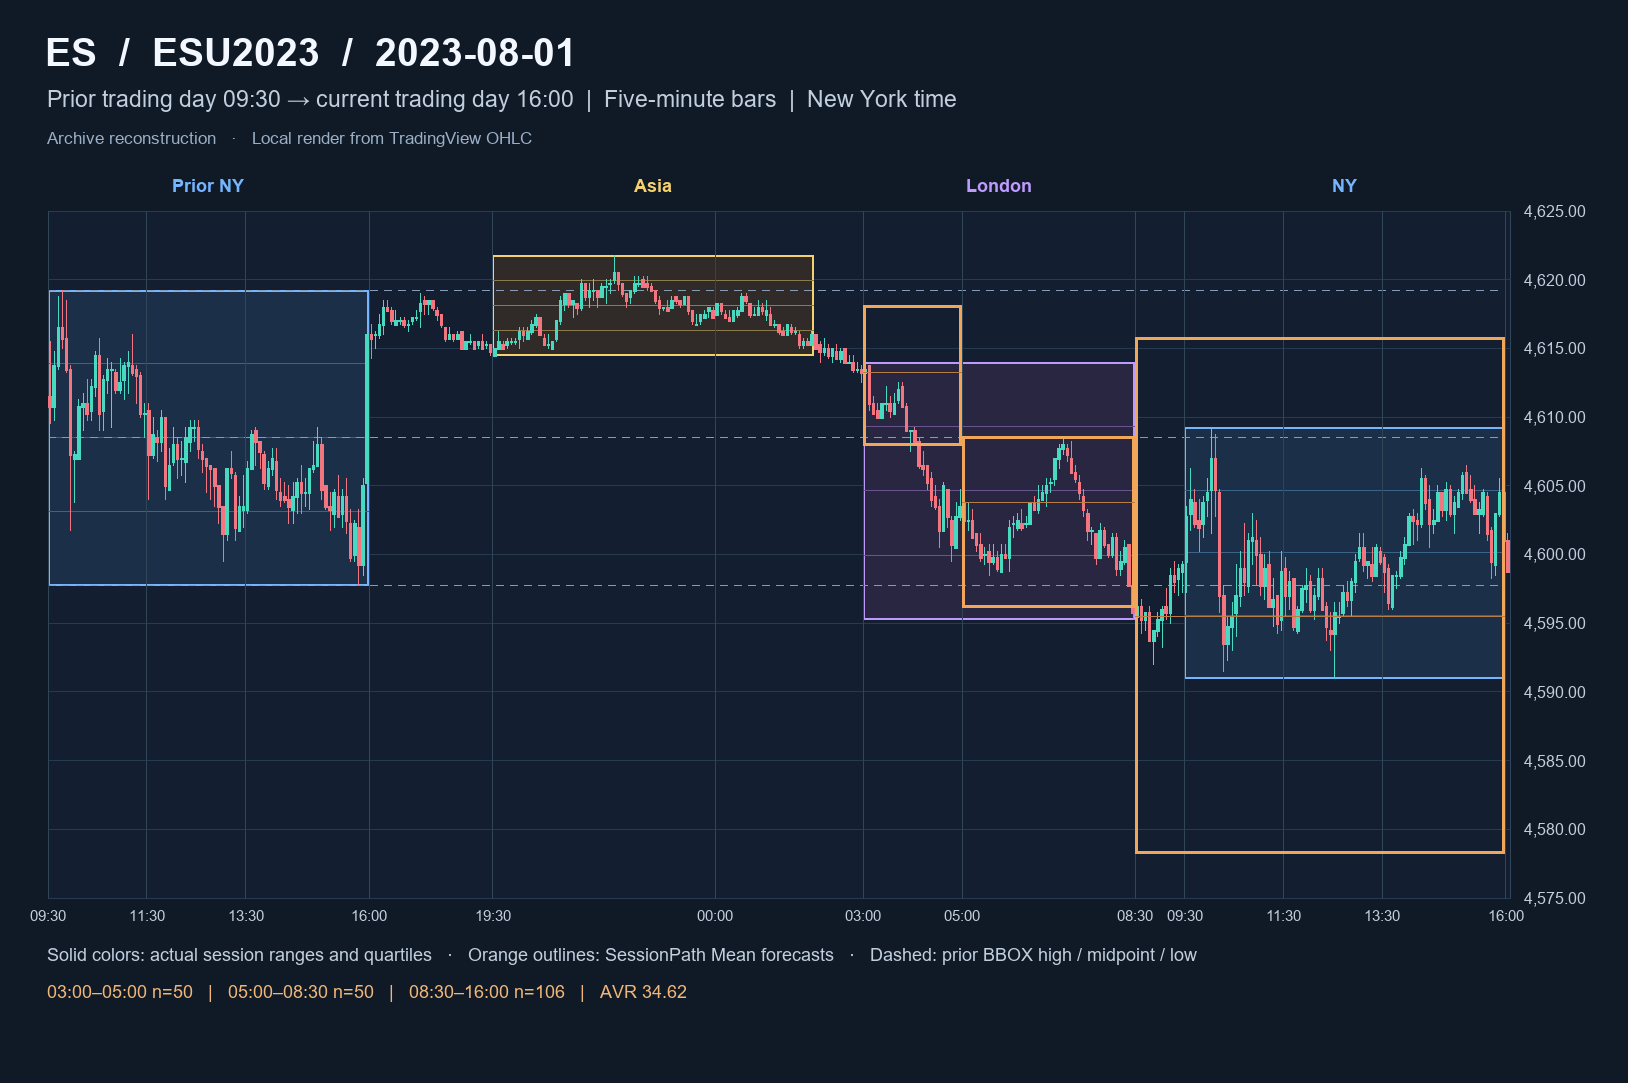 ES / ESU2023 / 2023-08-01
Prior trading day 09:30 → current trading day 16:00 | Five-minute bars | New York time
Archive reconstruction · Local render from TradingView OHLC
Prior NY Asia London NY
4,625.00
4,620.00
4,615.00
4,610.00
4,605.00
4,600.00
4,595.00
4,590.00
4,585.00
4,580.00
4,575.00
09:30 11:30 13:30 16:00 19:30 00:00 03:00 05:00 08:30 09:30 11:30 13:30 16:00
Solid colors: actual session ranges and quartiles · Orange outlines: SessionPath Mean forecasts · Dashed: prior BBOX high / midpoint / low
03:00–05:00 n=50 | 05:00–08:30 n=50 | 08:30–16:00 n=106 | AVR 34.62